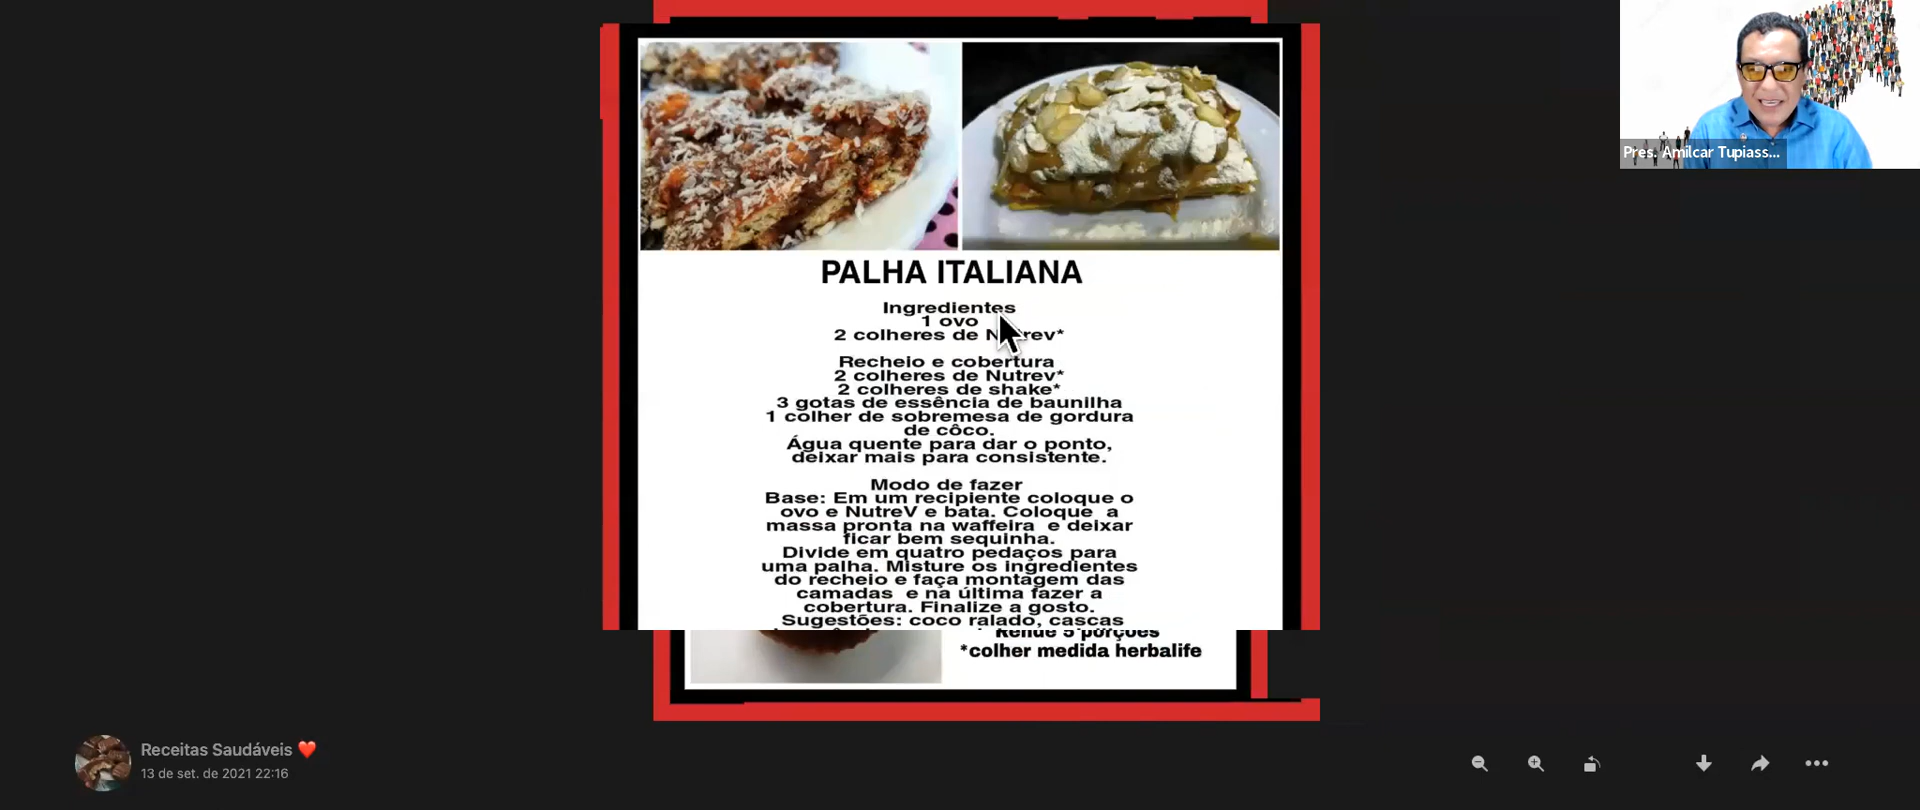 Pres. Amilcar Tupiass...
PALHA ITALIANA
Ingredientes
1 ovo
2 colheres de
Recheio e cobertura
2 colheres de Nutrev*
2 colheres de shake*
3 gotas de essência de baunilha
1 colher de sobremesa de gordura
de côco.
Água quente para dar o ponto,
deixar mais para consistente.
Modo de fazer
Base: Em um recipiente coloque o
ovo e NutreV e bata. Coloque a
massa pronta na waffeira e deixar
ficar bem sequinha.
Divide em quatro pedaços para
uma palha. Misture os ingredientes
do recheio e faça montagem das
camadas e na última fazer a
cobertura. Finalize a gosto.
Sugestões: coco ralado, cascas
Rende 5 porções
*colher medida herbalife
Receitas Saudáveis ❤️
13 de set. de 2021 22:16